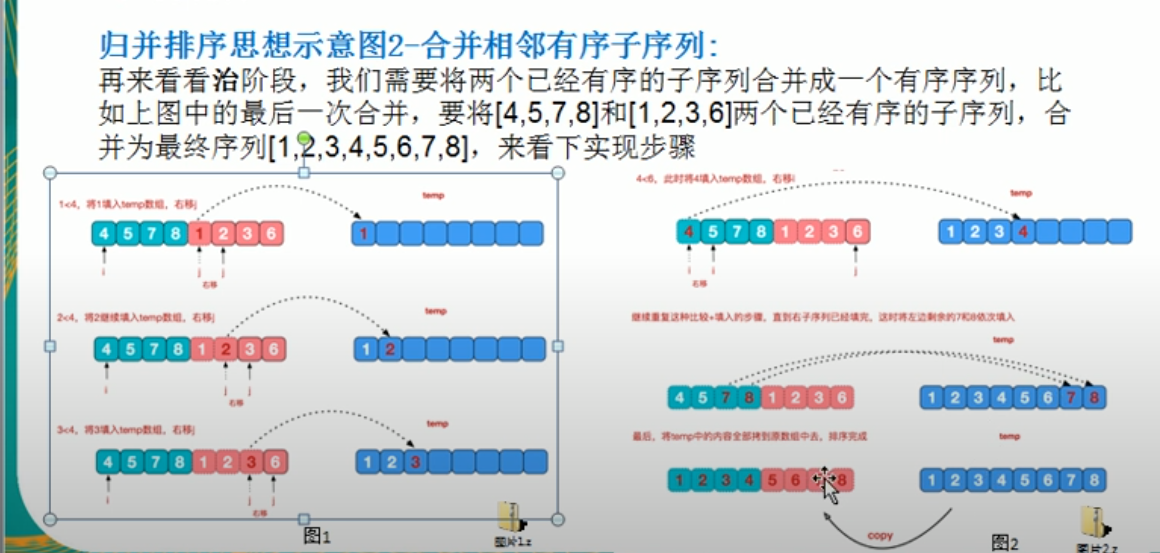 归并排序思想示意图2-合并相邻有序子序列:
再来看看治阶段，我们需要将两个已经有序的子序列合并成一个有序序列，比
如上图中的最后一次合并，要将[4,5,7,8]和[1,2,3,6]两个已经有序的子序列，合
并为最终序列[1,2,3,4,5,6,7,8]，来看下实现步骤
1<4，将1填入temp数组，右移j
temp
4 5 7 8 1 2 3 6
1
i j j
右移
2<4，将2继续填入temp数组，右移j
temp
4 5 7 8 1 2 3 6
1 2
i j j
右移
3<4，将3填入temp数组，右移j
temp
4 5 7 8 1 2 3 6
1 2 3
i j j
右移
图1
图片1.z
4<6，此时将4填入temp数组，右移i
temp
4 5 7 8 1 2 3 6
1 2 3 4
i i j
右移
继续重复这种比较+填入的步骤，直到右子序列已经填完，这时将左边剩余的7和8依次填入
temp
4 5 7 8 1 2 3 6
1 2 3 4 5 6 7 8
最后，将temp中的内容全部拷到原数组中去，排序完成
temp
1 2 3 4 5 6 8
1 2 3 4 5 6 7 8
copy
图2
图片2.z